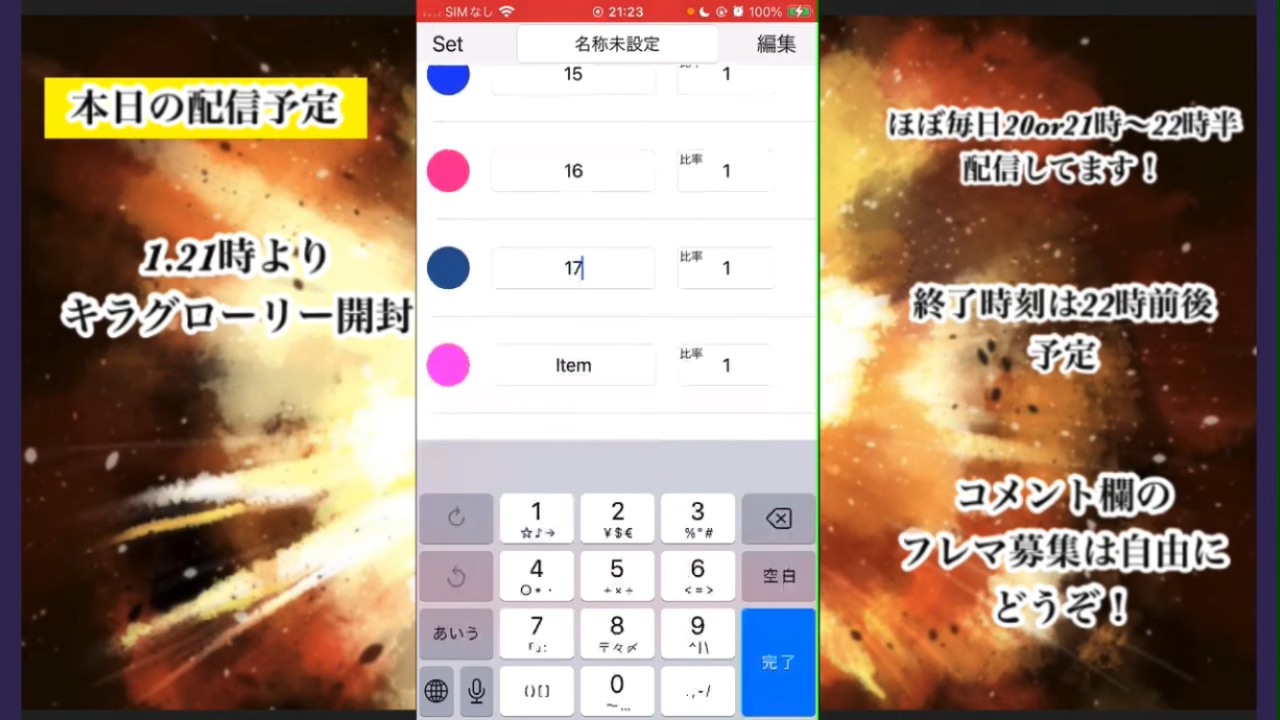 本日の配信予定
1.21時より
キラグローリー開封
SIMなし 21:23 100%
Set 名称未設定 編集
15 1
16 比率 1
17 比率 1
Item 比率 1
1 2 3
☆♪→ ¥$€ %°#
4 5 6 空白
○*・ +×÷ <=>
あいう 7 8 9
「」: 〒々〆 ^|\
完了
()[] 0 .,-/
~…
ほぼ毎日20or21時〜22時半
配信してます！
終了時刻は22時前後
予定
コメント欄の
フレマ募集は自由に
どうぞ！